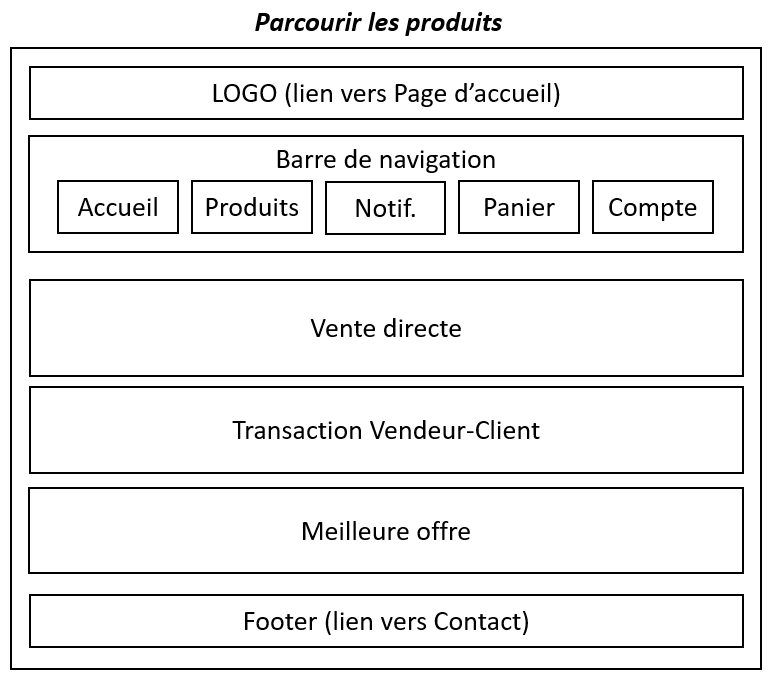 Parcourir les produits
LOGO (lien vers Page d’accueil)
Barre de navigation
Accueil
Produits
Notif.
Panier
Compte
Vente directe
Transaction Vendeur-Client
Meilleure offre
Footer (lien vers Contact)